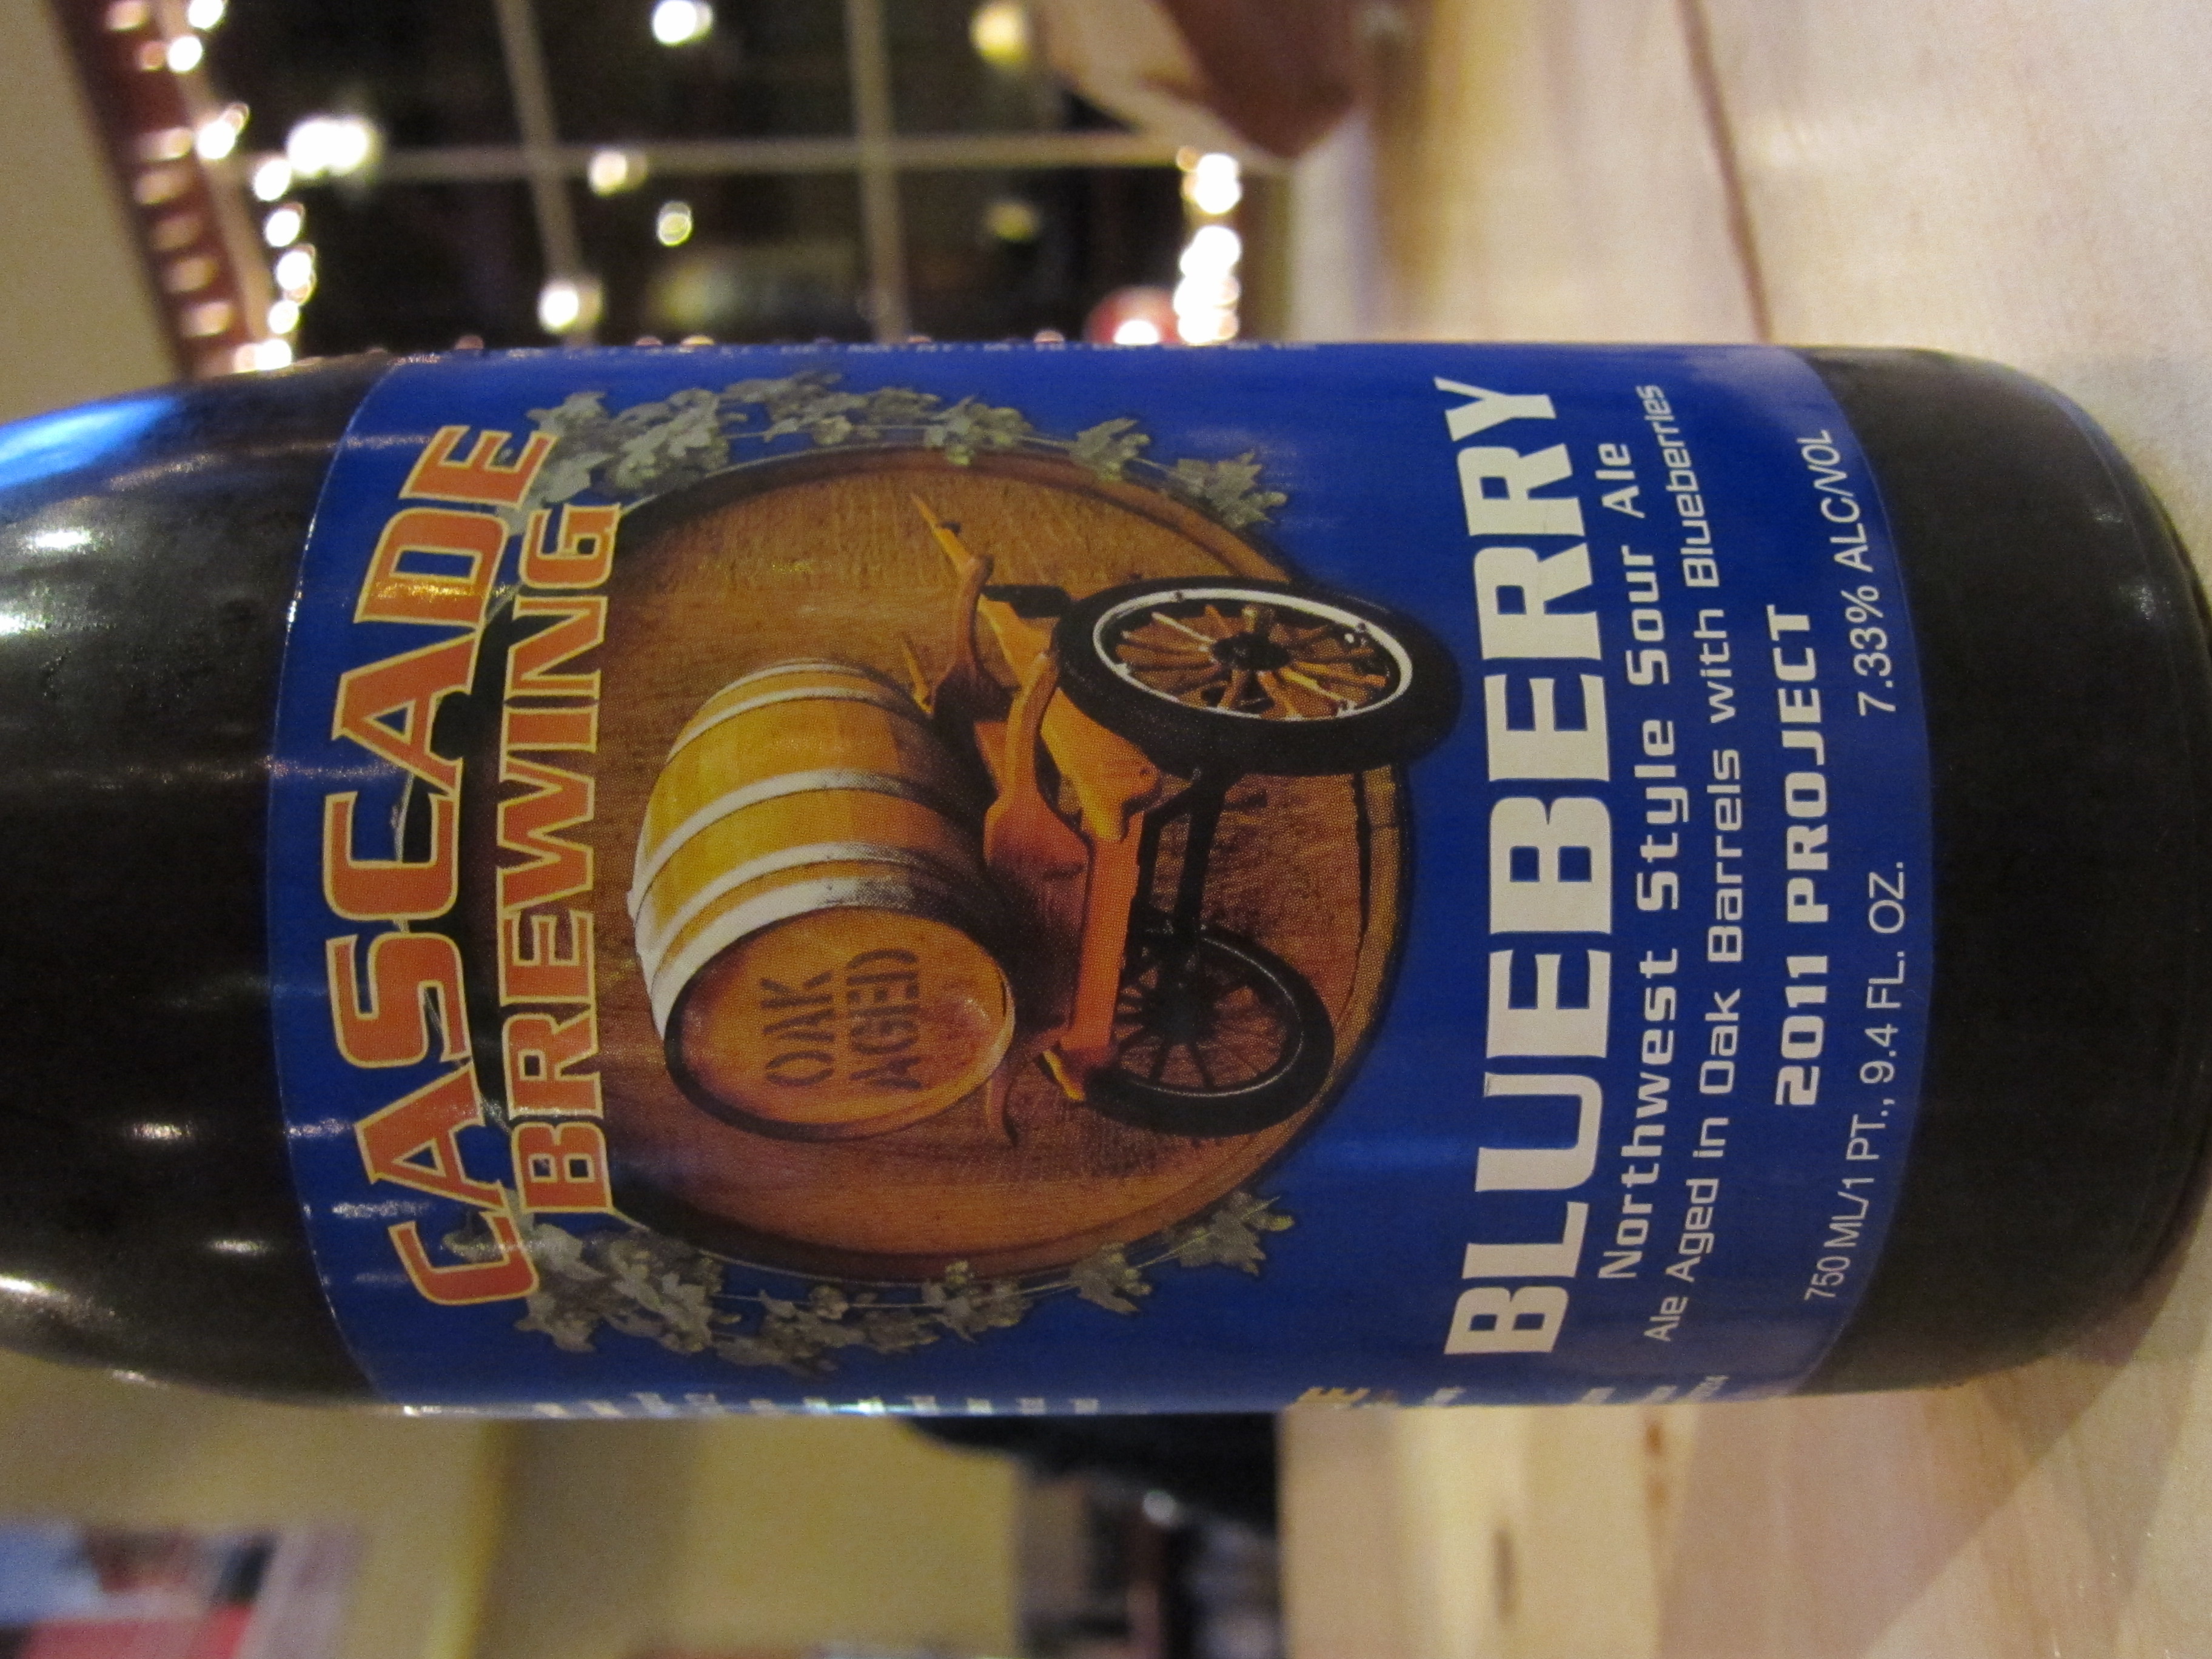 CASCADE
BREWING
OAK
AGED
BLUEBERRY
Northwest Style Sour Ale
Ale Aged in Oak Barrels with Blueberries
2011 PROJECT
750 ML/1 PT., 9.4 FL. OZ. 7.33% ALC/VOL